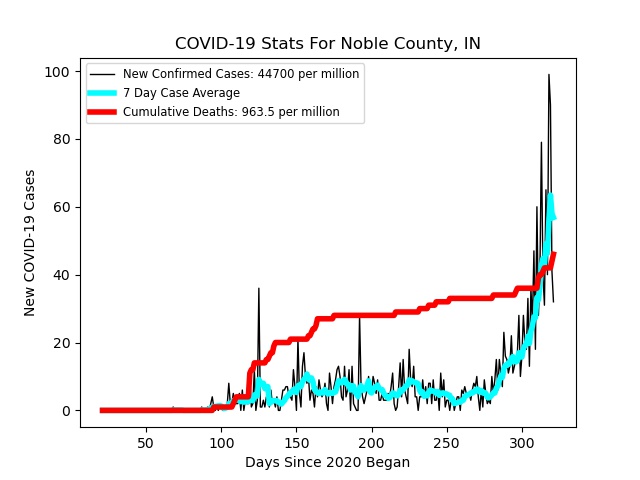 COVID-19 Stats For Noble County, IN
New Confirmed Cases: 44700 per million
7 Day Case Average
Cumulative Deaths: 963.5 per million
New COVID-19 Cases
100
80
60
40
20
0
50 100 150 200 250 300
Days Since 2020 Began